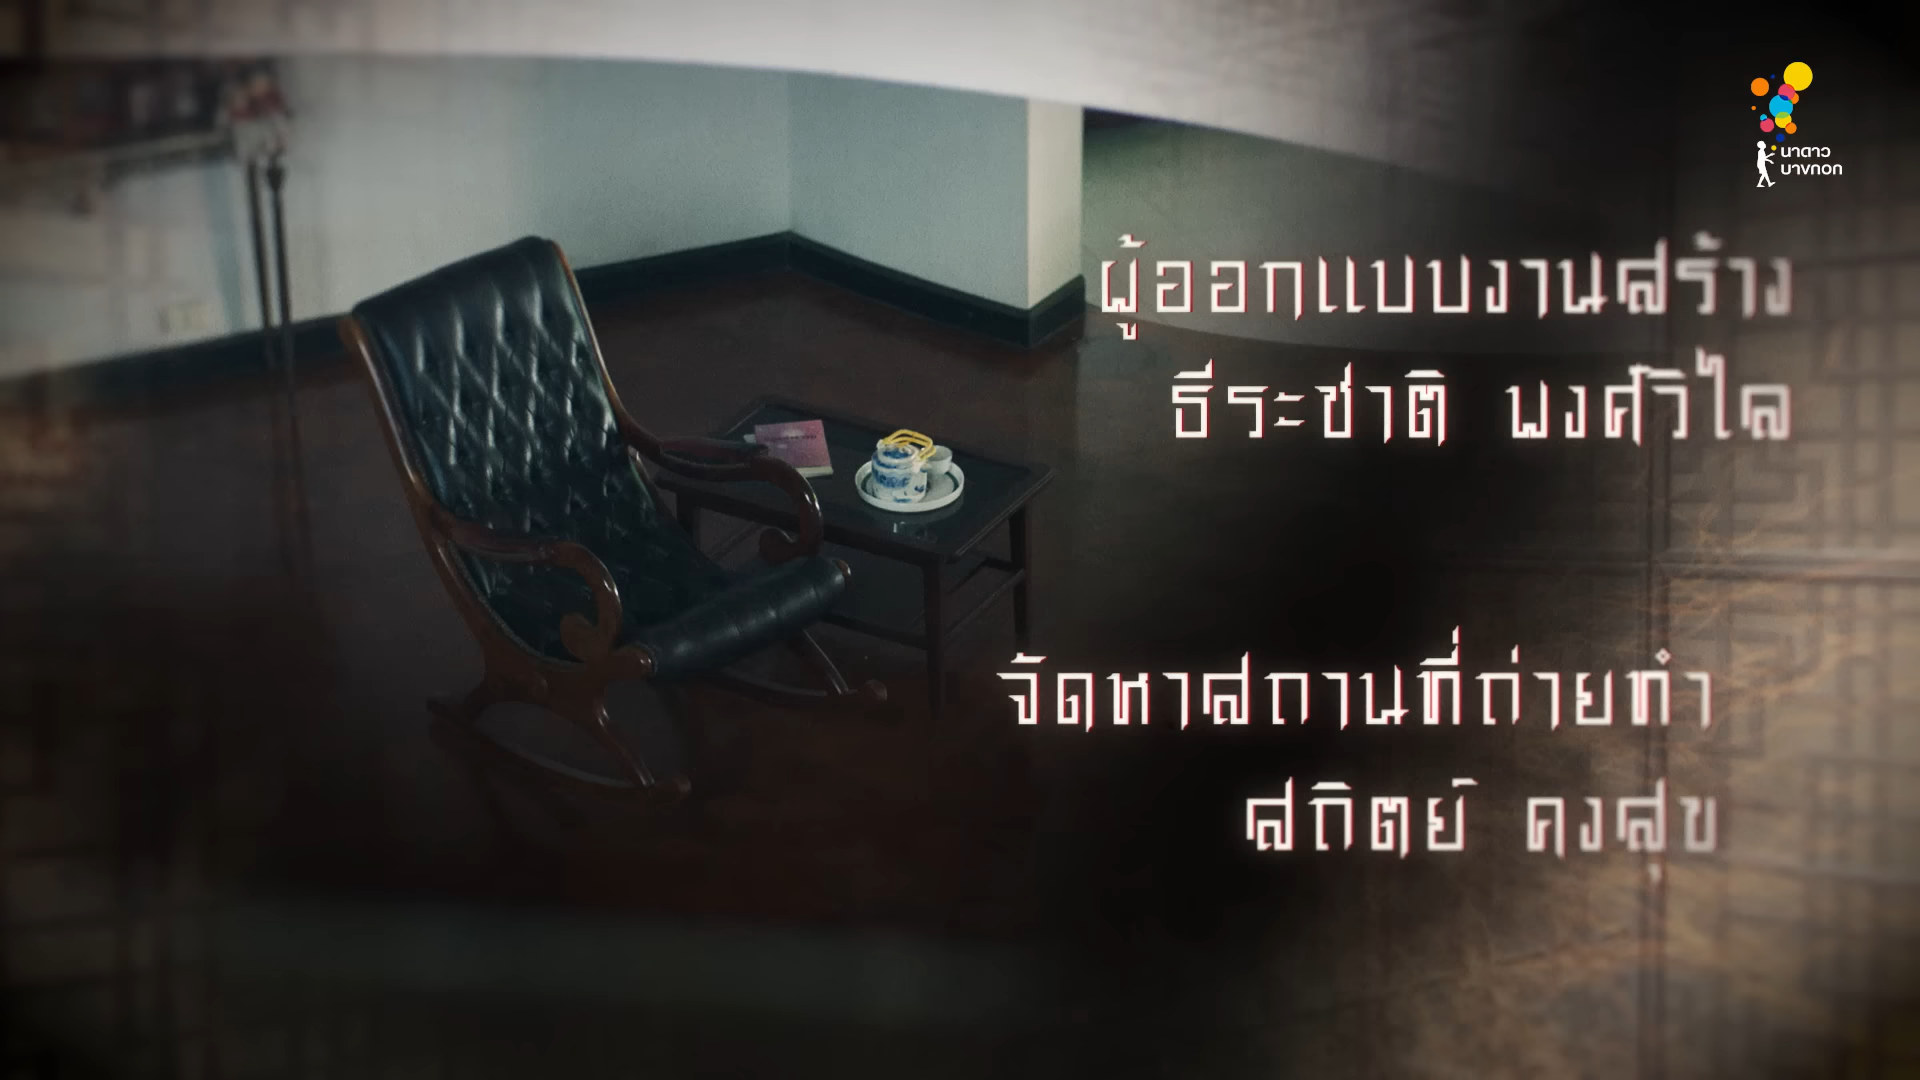 นาดาว
บางกอก
ผู้ออกแบบงานสร้าง
ธีระชาติ พงศ์วิไล
จัดหาสถานที่ถ่ายทำ
สถิตย์ คงสุข